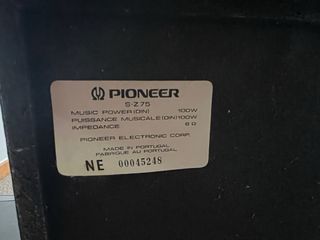 PIONEER
S-Z75
MUSIC POWER(DIN) 100W
PUISSANCE MUSICALE(DIN)100W
IMPEDANCE 8 Ω
PIONEER ELECTRONIC CORP.
MADE IN PORTUGAL
FABRIQUE AU PORTUGAL
NE 00045248